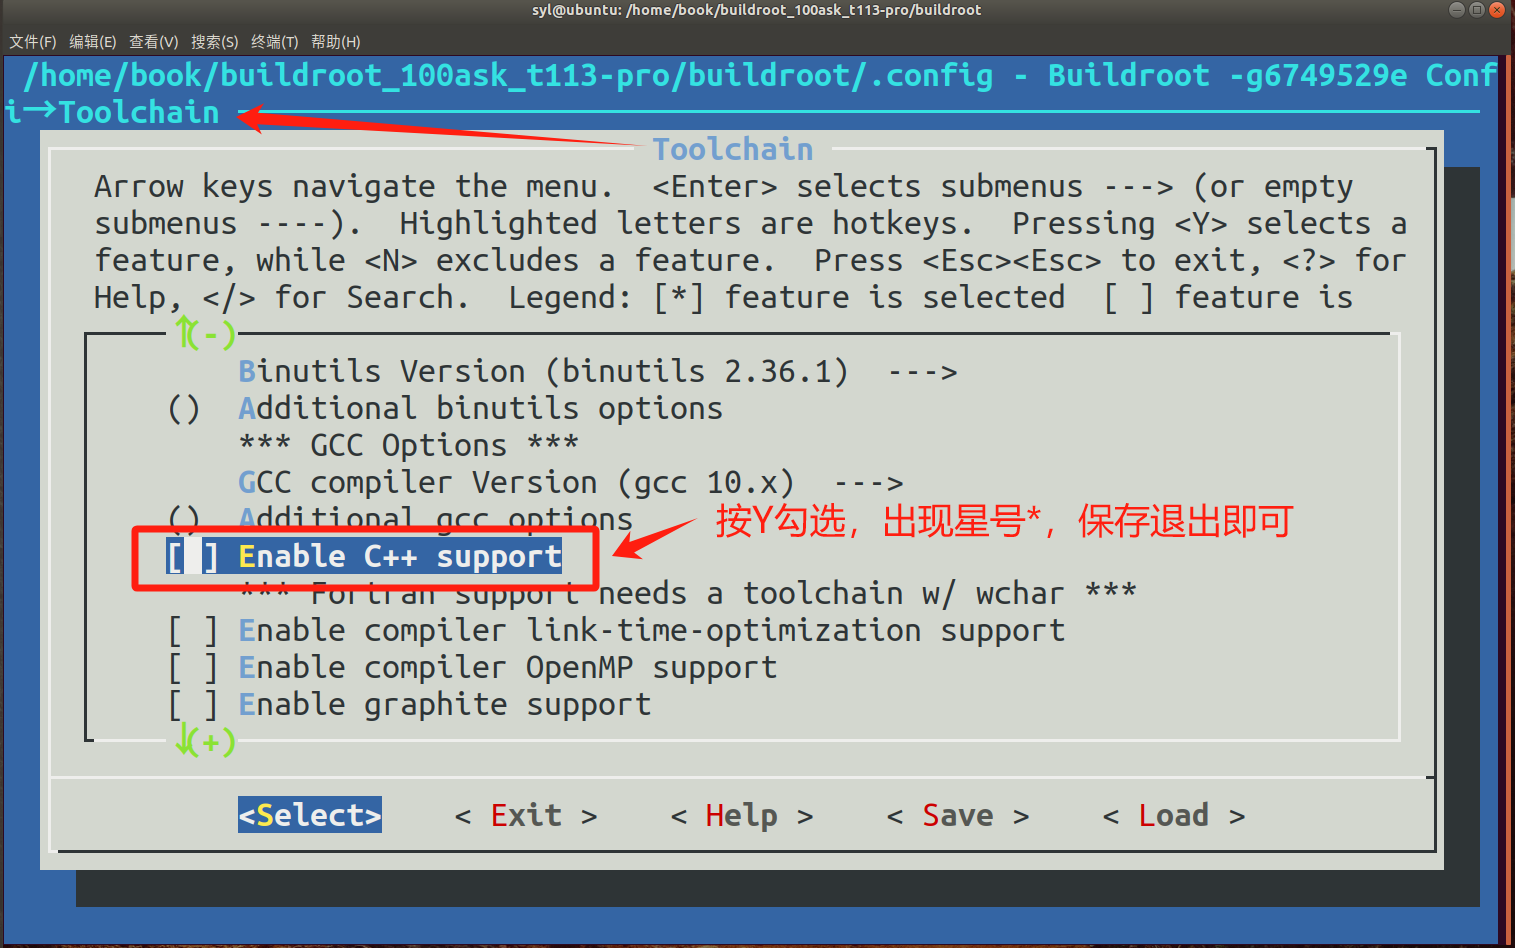 syl@ubuntu: /home/book/buildroot_100ask_t113-pro/buildroot
文件(F) 编辑(E) 查看(V) 搜索(S) 终端(T) 帮助(H)
/home/book/buildroot_100ask_t113-pro/buildroot/.config - Buildroot -g6749529e Conf
i→Toolchain
Toolchain
Arrow keys navigate the menu.  <Enter> selects submenus ---> (or empty
submenus ----).  Highlighted letters are hotkeys.  Pressing <Y> selects a
feature, while <N> excludes a feature.  Press <Esc><Esc> to exit, <?> for
Help, </> for Search.  Legend: [*] feature is selected  [ ] feature is
↑(-)
Binutils Version (binutils 2.36.1)  --->
()  Additional binutils options
*** GCC Options ***
GCC compiler Version (gcc 10.x)  --->
()  Additional gcc options
按Y勾选，出现星号*，保存退出即可
[ ] Enable C++ support
*** Fortran support needs a toolchain w/ wchar ***
[ ] Enable compiler link-time-optimization support
[ ] Enable compiler OpenMP support
[ ] Enable graphite support
↓(+)
<Select>    < Exit >    < Help >    < Save >    < Load >